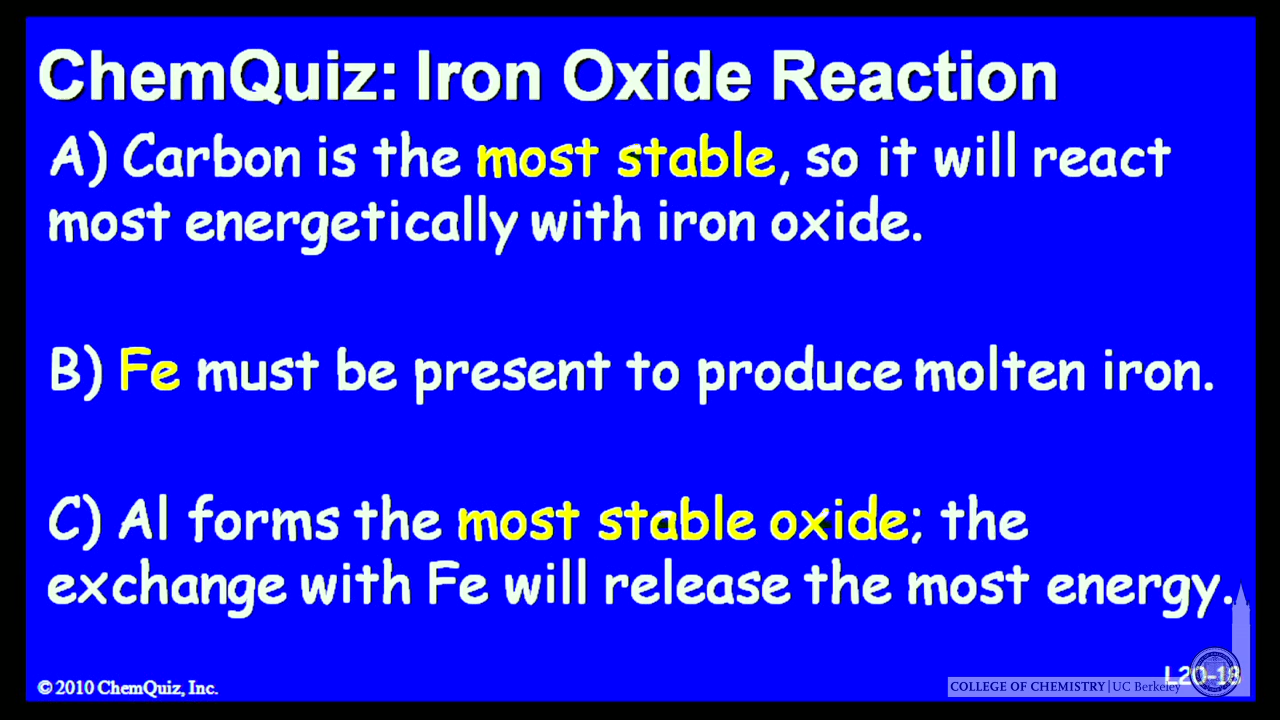 ChemQuiz: Iron Oxide Reaction
A) Carbon is the most stable, so it will react
most energetically with iron oxide.
B) Fe must be present to produce molten iron.
C) Al forms the most stable oxide; the
exchange with Fe will release the most energy.
© 2010 ChemQuiz, Inc.
L20-18
COLLEGE OF CHEMISTRY | UC Berkeley